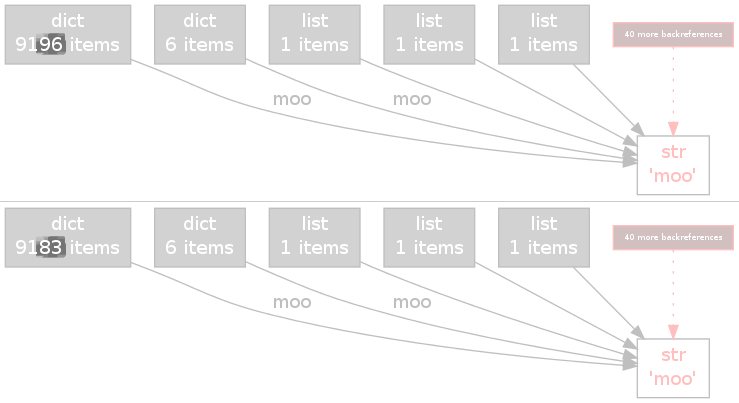 dict
9196 items
dict
6 items
list
1 items
list
1 items
list
1 items
40 more backreferences
moo
moo
str
'moo'
dict
9183 items
dict
6 items
list
1 items
list
1 items
list
1 items
40 more backreferences
moo
moo
str
'moo'